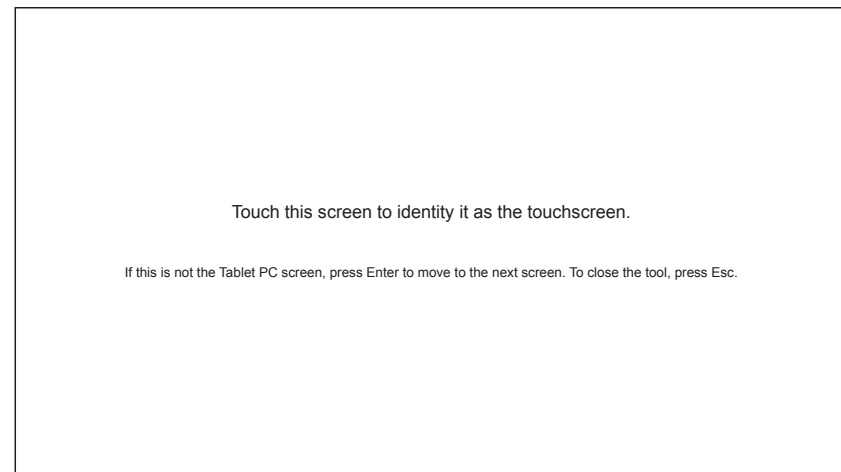 Touch this screen to identity it as the touchscreen.
If this is not the Tablet PC screen, press Enter to move to the next screen. To close the tool, press Esc.